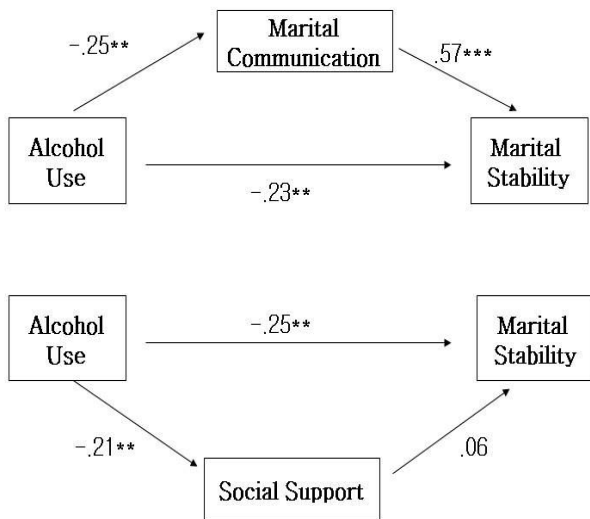 Marital
Communication
-.25**
.57***
Alcohol
Use
Marital
Stability
-.23**
Alcohol
Use
-.25**
Marital
Stability
-.21**
.06
Social Support